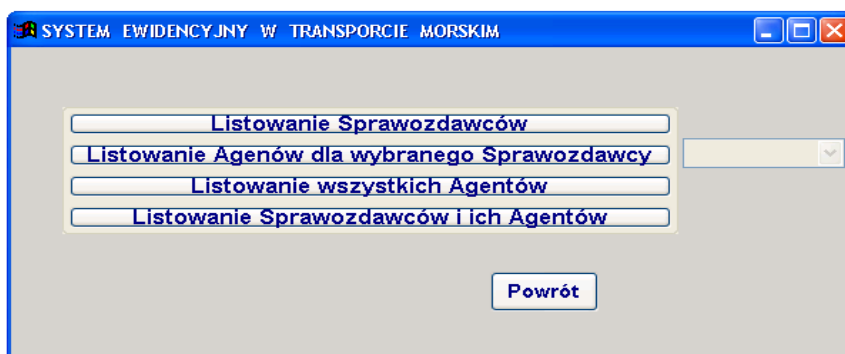 SYSTEM EWIDENCYJNY W TRANSPORCIE MORSKIM
Listowanie Sprawozdawców
Listowanie Agenów dla wybranego Sprawozdawcy
Listowanie wszystkich Agentów
Listowanie Sprawozdawców i ich Agentów
Powrót